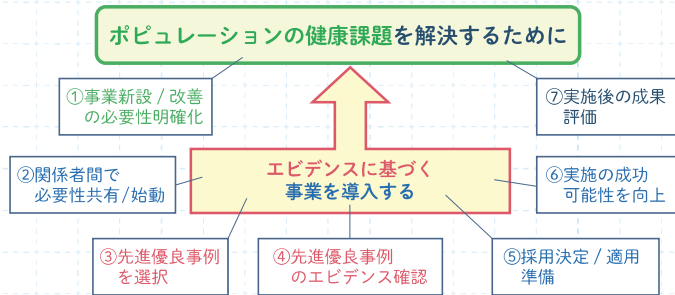 ポピュレーションの健康課題を解決するために
①事業新設 / 改善
の必要性明確化
⑦実施後の成果
評価
②関係者間で
必要性共有/始動
エビデンスに基づく
事業を導入する
⑥実施の成功
可能性を向上
③先進優良事例
を選択
④先進優良事例
のエビデンス確認
⑤採用決定 / 適用
準備